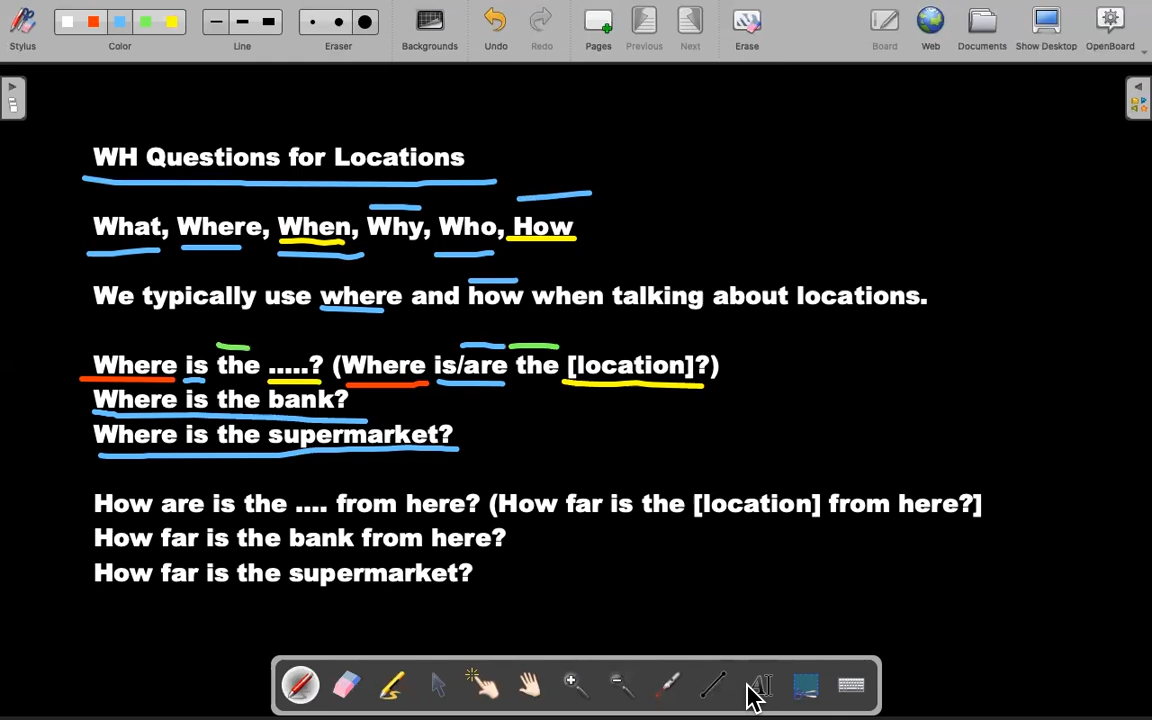 Stylus Color Line Eraser Backgrounds Undo Redo Pages Previous Next Erase Board Web Documents Show Desktop OpenBoard
WH Questions for Locations
What, Where, When, Why, Who, How
We typically use where and how when talking about locations.
Where is the .....? (Where is/are the [location]?)
Where is the bank?
Where is the supermarket?
How are is the .... from here? (How far is the [location] from here?]
How far is the bank from here?
How far is the supermarket?
AI